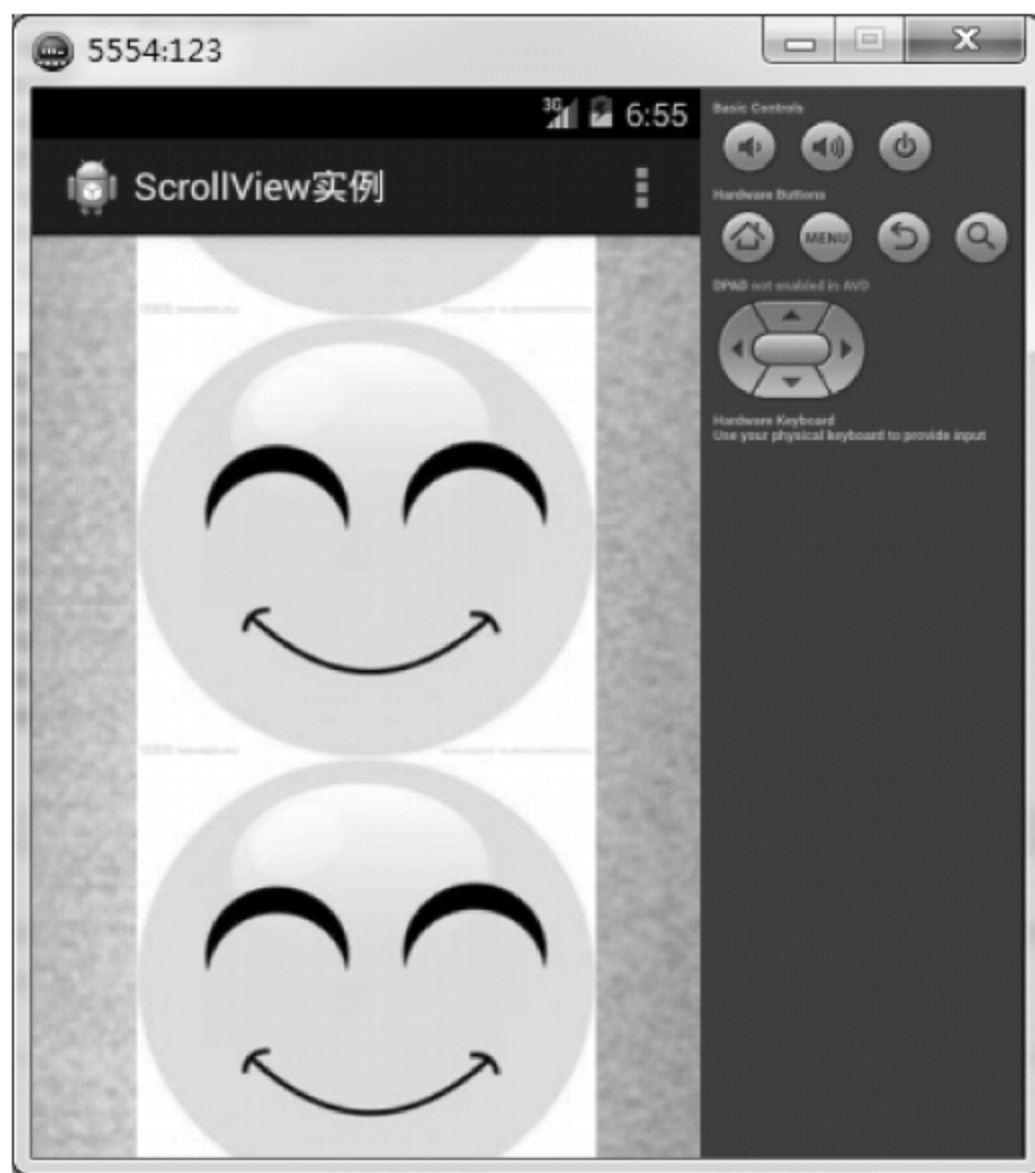 5554:123
3G 6:55
ScrollView实例
Basic Controls
Hardware Buttons
MENU
DPAD not enabled in AVD
Hardware Keyboard
Use your physical keyboard to provide input